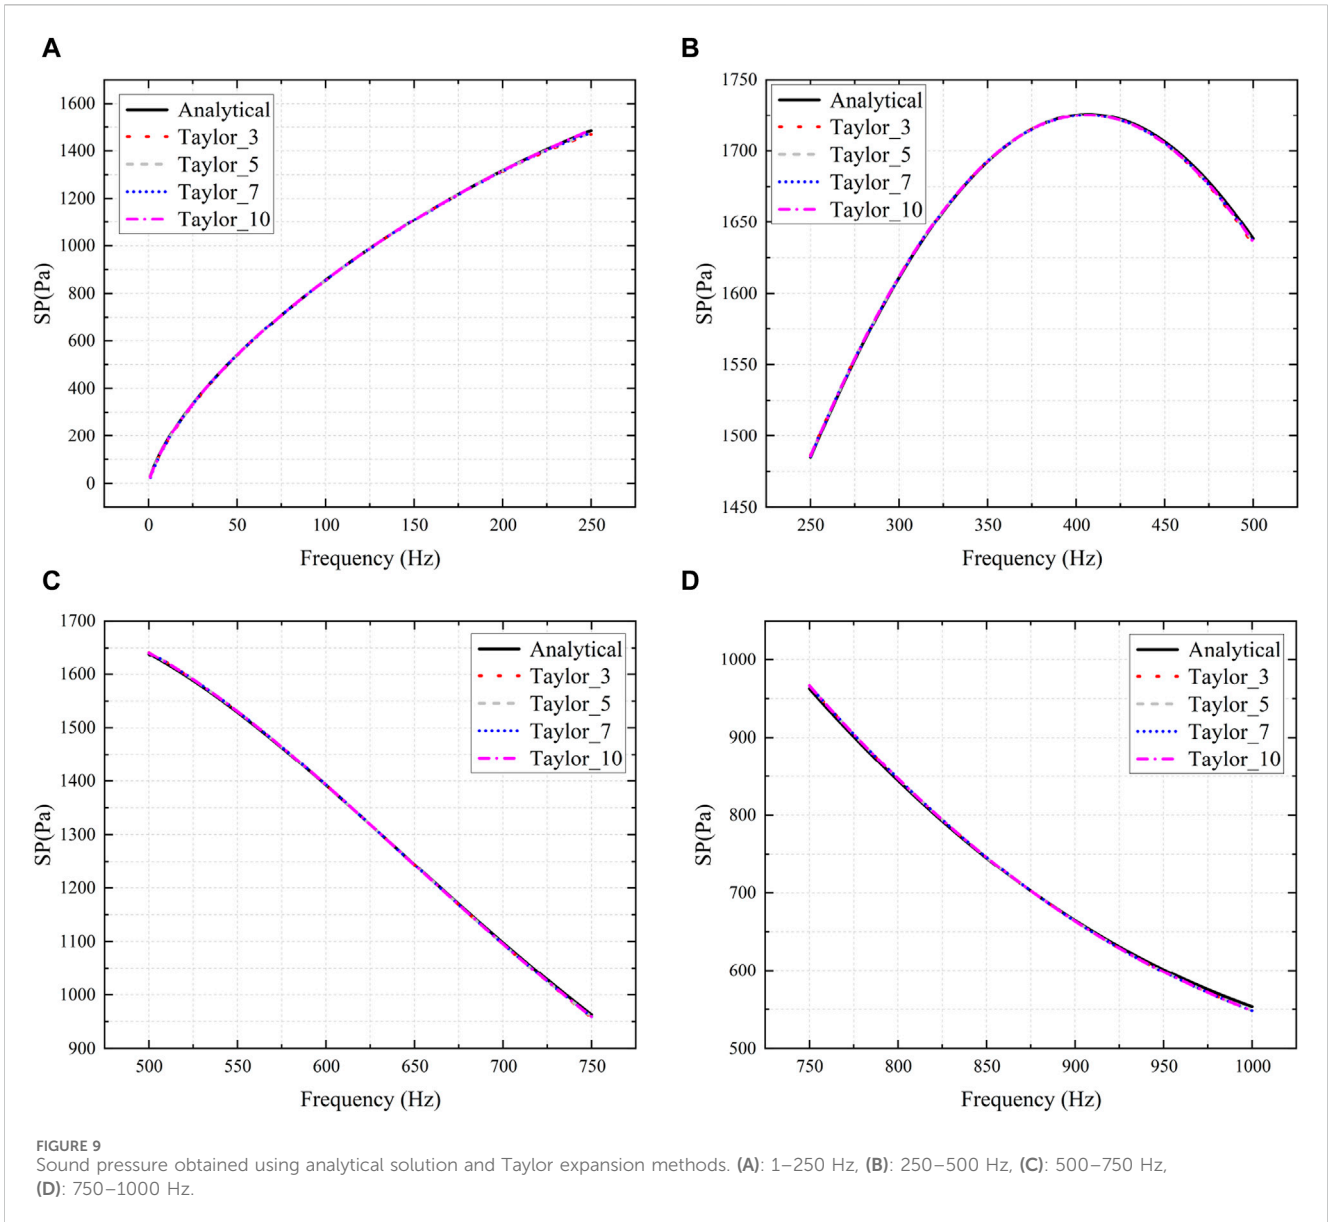 A
SP(Pa)
1600
1400
1200
1000
800
600
400
200
0
Analytical
Taylor_3
Taylor_5
Taylor_7
Taylor_10
0 50 100 150 200 250
Frequency (Hz)
B
SP(Pa)
1750
1700
1650
1600
1550
1500
1450
Analytical
Taylor_3
Taylor_5
Taylor_7
Taylor_10
250 300 350 400 450 500
Frequency (Hz)
C
SP(Pa)
1700
1600
1500
1400
1300
1200
1100
1000
900
Analytical
Taylor_3
Taylor_5
Taylor_7
Taylor_10
500 550 600 650 700 750
Frequency (Hz)
D
SP(Pa)
1000
900
800
700
600
500
Analytical
Taylor_3
Taylor_5
Taylor_7
Taylor_10
750 800 850 900 950 1000
Frequency (Hz)
FIGURE 9
Sound pressure obtained using analytical solution and Taylor expansion methods. (A): 1–250 Hz, (B): 250–500 Hz, (C): 500–750 Hz,
(D): 750–1000 Hz.